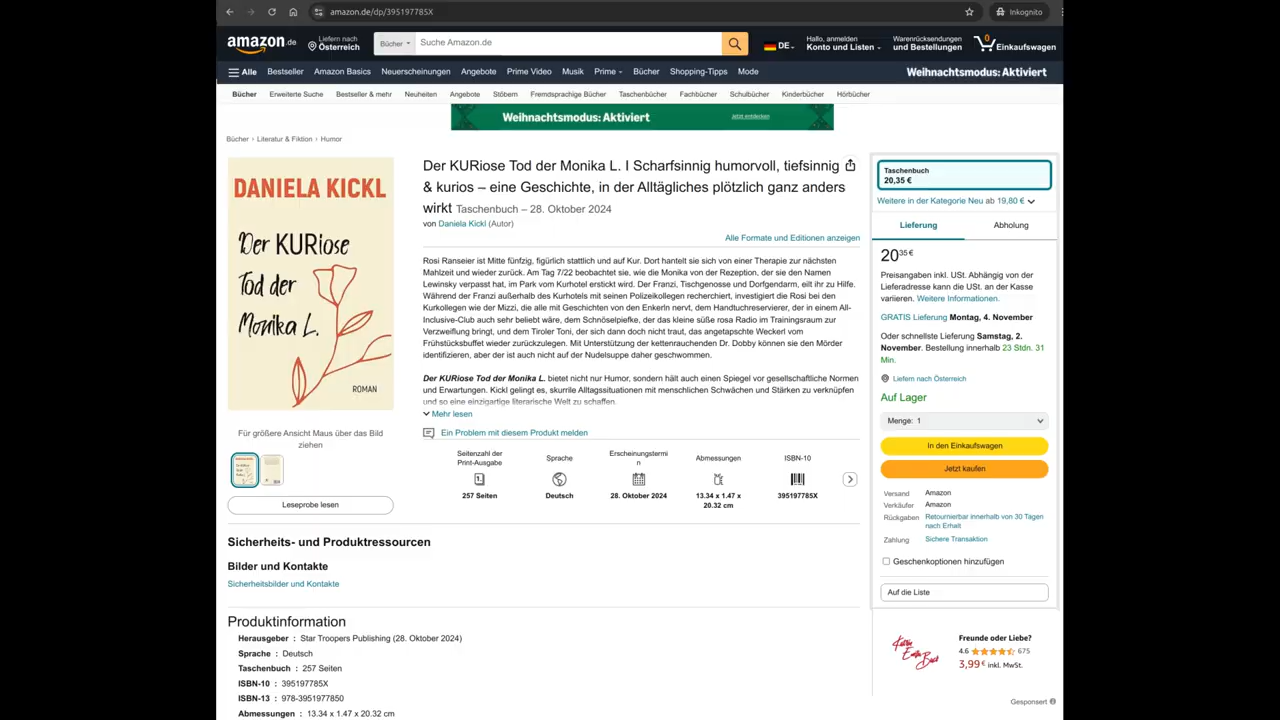 amazon.de/dp/395197785X
Inkognito
amazon.de
Liefern nach
Österreich
Bücher
Suche Amazon.de
DE
Hallo, anmelden
Konto und Listen
Warenrücksendungen
und Bestellungen
0
Einkaufswagen
Alle
Bestseller
Amazon Basics
Neuerscheinungen
Angebote
Prime Video
Musik
Prime
Bücher
Shopping-Tipps
Mode
Weihnachtsmodus: Aktiviert
Bücher
Erweiterte Suche
Bestseller & mehr
Neuheiten
Angebote
Stöbern
Fremdsprachige Bücher
Taschenbücher
Fachbücher
Schulbücher
Kinderbücher
Hörbücher
Weihnachtsmodus: Aktiviert
Jetzt entdecken
Bücher › Literatur & Fiktion › Humor
DANIELA KICKL
Der KURiose
Tod der
Monika L.
ROMAN
Für größere Ansicht Maus über das Bild
ziehen
Leseprobe lesen
Der KURiose Tod der Monika L. I Scharfsinnig humorvoll, tiefsinnig
& kurios – eine Geschichte, in der Alltägliches plötzlich ganz anders
wirkt Taschenbuch – 28. Oktober 2024
von Daniela Kickl (Autor)
Alle Formate und Editionen anzeigen
Rosi Ranseier ist Mitte fünfzig, figürlich stattlich und auf Kur. Dort hantelt sie sich von einer Therapie zur nächsten
Mahlzeit und wieder zurück. Am Tag 7/22 beobachtet sie, wie die Monika von der Rezeption, der sie den Namen
Lewinsky verpasst hat, im Park vom Kurhotel erstickt wird. Der Franzi, Tischgenosse und Dorfgendarm, eilt ihr zu Hilfe.
Während der Franzi außerhalb des Kurhotels mit seinen Polizeikollegen recherchiert, investigiert die Rosi bei den
Kurkollegen wie der Mizzi, die alle mit Geschichten von den Enkerln nervt, dem Handtuchreservierer, der in einem All-
Inclusive-Club auch sehr beliebt wäre, dem Schnöselpiefke, der das kleine süße rosa Radio im Trainingsraum zur
Verzweiflung bringt, und dem Tiroler Toni, der sich dann doch nicht traut, das angetapschte Weckerl vom
Frühstücksbuffet wieder zurückzulegen. Mit Unterstützung der kettenrauchenden Dr. Dobby können sie den Mörder
identifizieren, aber der ist auch nicht auf der Nudelsuppe daher geschwommen.
Der KURiose Tod der Monika L. bietet nicht nur Humor, sondern hält auch einen Spiegel vor gesellschaftliche Normen
und Erwartungen. Kickl gelingt es, skurrile Alltagssituationen mit menschlichen Schwächen und Stärken zu verknüpfen
und so eine einzigartige literarische Welt zu schaffen.
Mehr lesen
Ein Problem mit diesem Produkt melden
Seitenzahl der
Print-Ausgabe
257 Seiten
Sprache
Deutsch
Erscheinungstermi
n
28. Oktober 2024
Abmessungen
13.34 x 1.47 x
20.32 cm
ISBN-10
395197785X
Sicherheits- und Produktressourcen
Bilder und Kontakte
Sicherheitsbilder und Kontakte
Produktinformation
Herausgeber : Star Troopers Publishing (28. Oktober 2024)
Sprache : Deutsch
Taschenbuch : 257 Seiten
ISBN-10 : 395197785X
ISBN-13 : 978-3951977850
Abmessungen : 13.34 x 1.47 x 20.32 cm
Taschenbuch
20,35 €
Weitere in der Kategorie Neu ab 19,80 €
Lieferung
Abholung
20 35 €
Preisangaben inkl. USt. Abhängig von der
Lieferadresse kann die USt. an der Kasse
variieren. Weitere Informationen.
GRATIS Lieferung Montag, 4. November
Oder schnellste Lieferung Samstag, 2.
November. Bestellung innerhalb 23 Stdn. 31
Min.
Liefern nach Österreich
Auf Lager
Menge: 1
In den Einkaufswagen
Jetzt kaufen
Versand Amazon
Verkäufer Amazon
Rückgaben Retournierbar innerhalb von 30 Tagen
nach Erhalt
Zahlung Sichere Transaktion
Geschenkoptionen hinzufügen
Auf die Liste
Freunde oder Liebe?
4.6 675
3,99 € inkl. MwSt.
Gesponsert